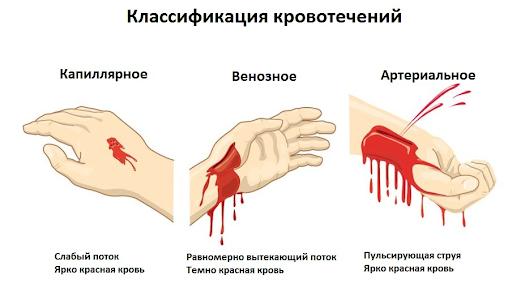 Классификация кровотечений
Капиллярное
Венозное
Артериальное
Слабый поток
Ярко красная кровь
Равномерно вытекающий поток
Темно красная кровь
Пульсирующая струя
Ярко красная кровь